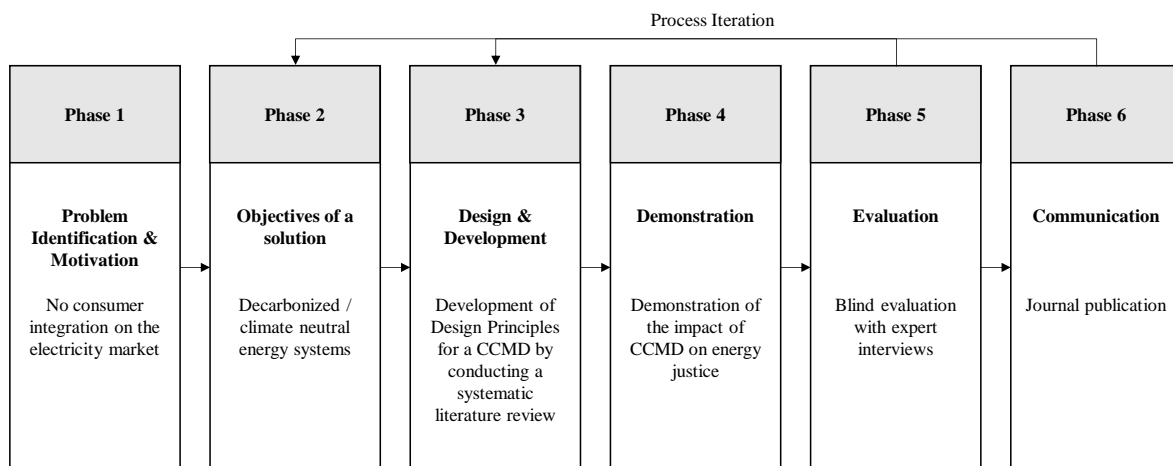 Process Iteration
Phase 1
Phase 2
Phase 3
Phase 4
Phase 5
Phase 6
Problem
Identification &
Motivation
No consumer
integration on the
electricity market
Objectives of a
solution
Decarbonized /
climate neutral
energy systems
Design &
Development
Development of
Design Principles
for a CCMD by
conducting a
systematic
literature review
Demonstration
Demonstration of
the impact of
CCMD on energy
justice
Evaluation
Blind evaluation
with expert
interviews
Communication
Journal publication